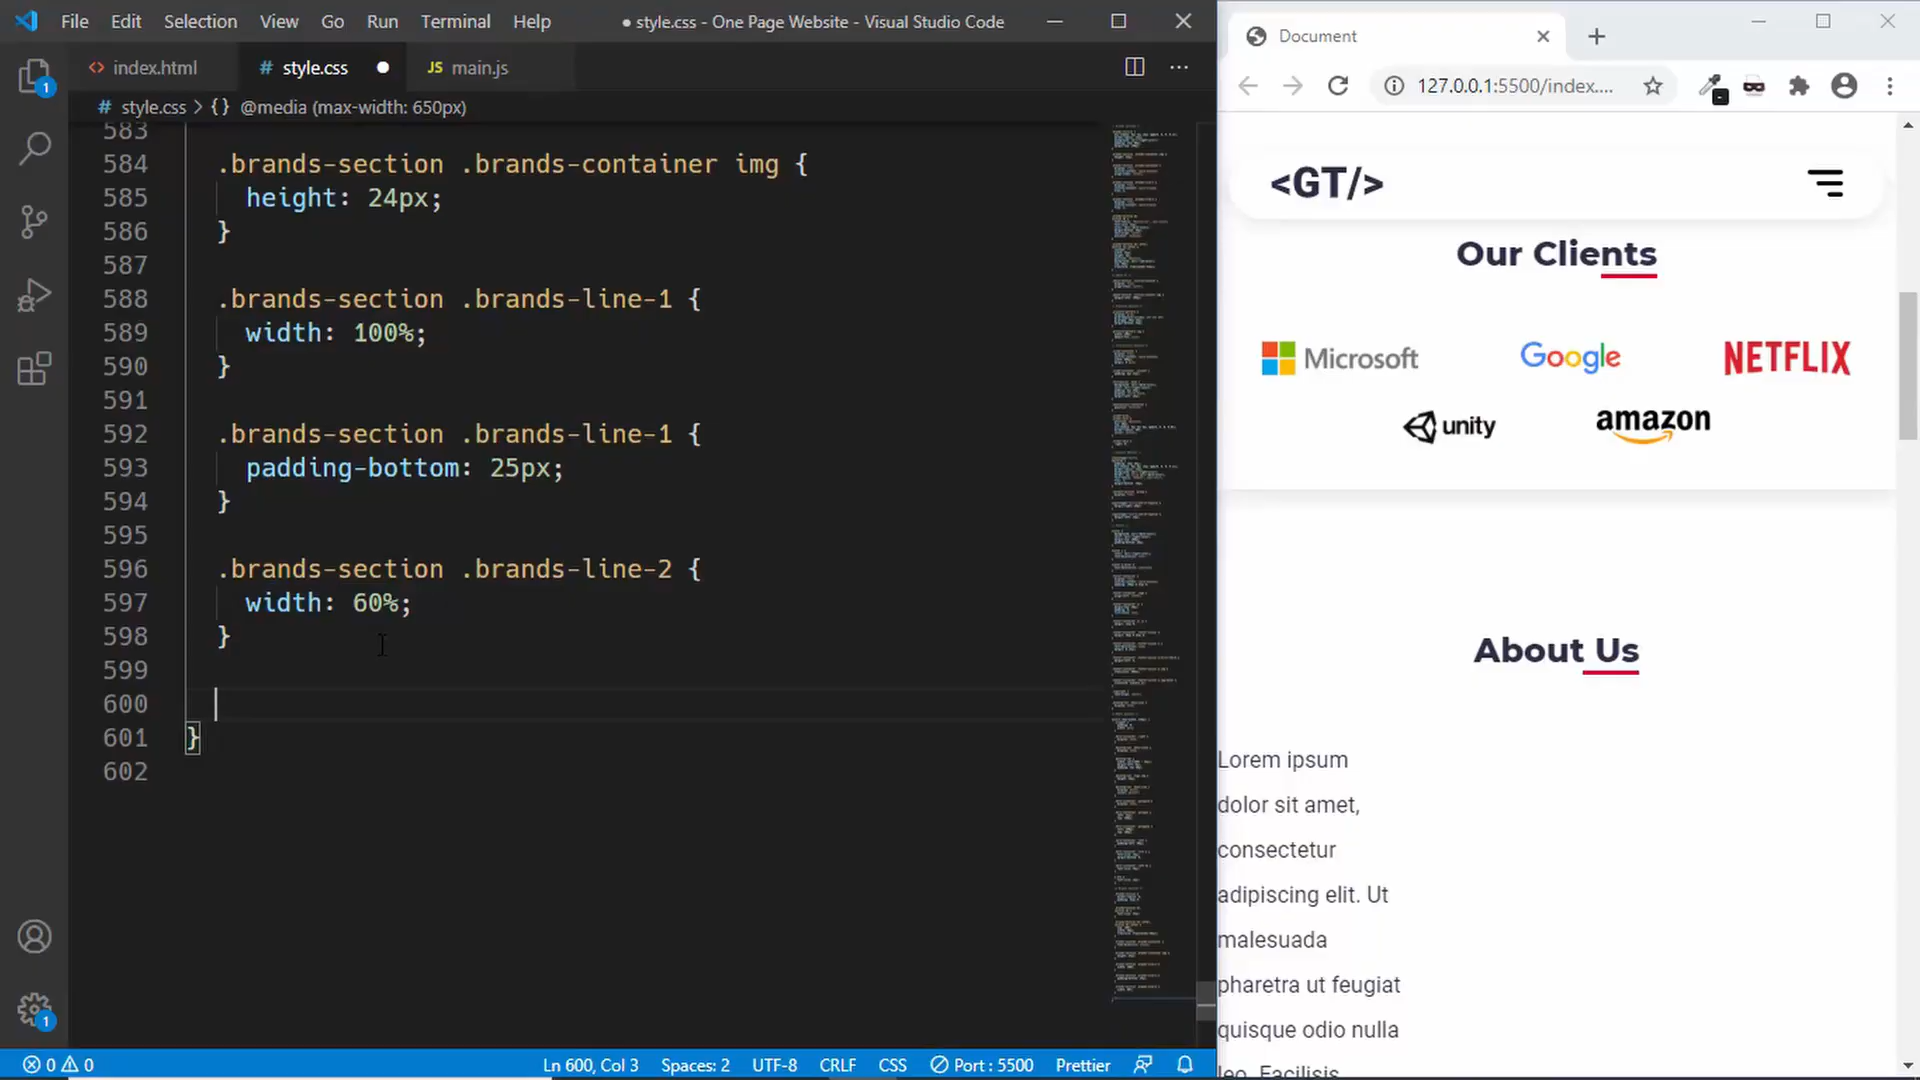 File Edit Selection View Go Run Terminal Help
● style.css - One Page Website - Visual Studio Code
index.html
# style.css
JS main.js
# style.css > {} @media (max-width: 650px)
583
584 .brands-section .brands-container img {
585 height: 24px;
586 }
587
588 .brands-section .brands-line-1 {
589 width: 100%;
590 }
591
592 .brands-section .brands-line-1 {
593 padding-bottom: 25px;
594 }
595
596 .brands-section .brands-line-2 {
597 width: 60%;
598 }
599
600
601 }
602
1
1
0 0
Ln 600, Col 3
Spaces: 2
UTF-8
CRLF
CSS
Port : 5500
Prettier
Document
127.0.0.1:5500/index....
<GT/>
Our Clients
Microsoft
Google
NETFLIX
unity
amazon
About Us
Lorem ipsum
dolor sit amet,
consectetur
adipiscing elit. Ut
malesuada
pharetra ut feugiat
quisque odio nulla
leo. Facilisis